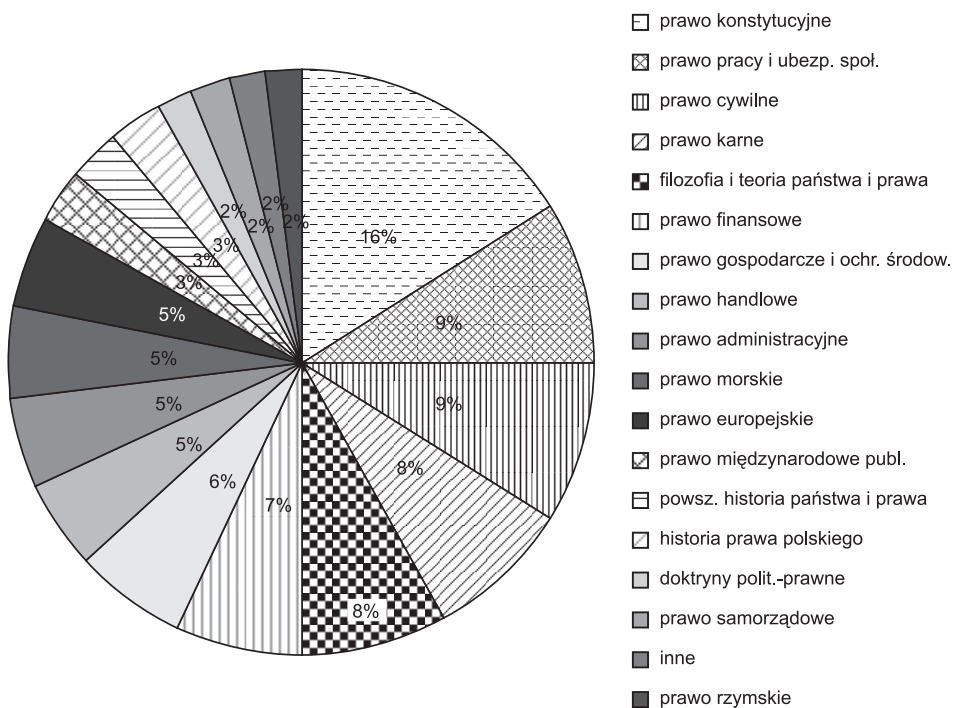 prawo konstytucyjne
prawo pracy i ubezp. społ.
prawo cywilne
prawo karne
filozofia i teoria państwa i prawa
prawo finansowe
prawo gospodarcze i ochr. środow.
prawo handlowe
prawo administracyjne
prawo morskie
prawo europejskie
prawo międzynarodowe publ.
powsz. historia państwa i prawa
historia prawa polskiego
doktryny polit.-prawne
prawo samorządowe
inne
prawo rzymskie
16%
9%
9%
8%
8%
7%
6%
5%
5%
5%
5%
3%
3%
3%
2%
2%
2%
2%